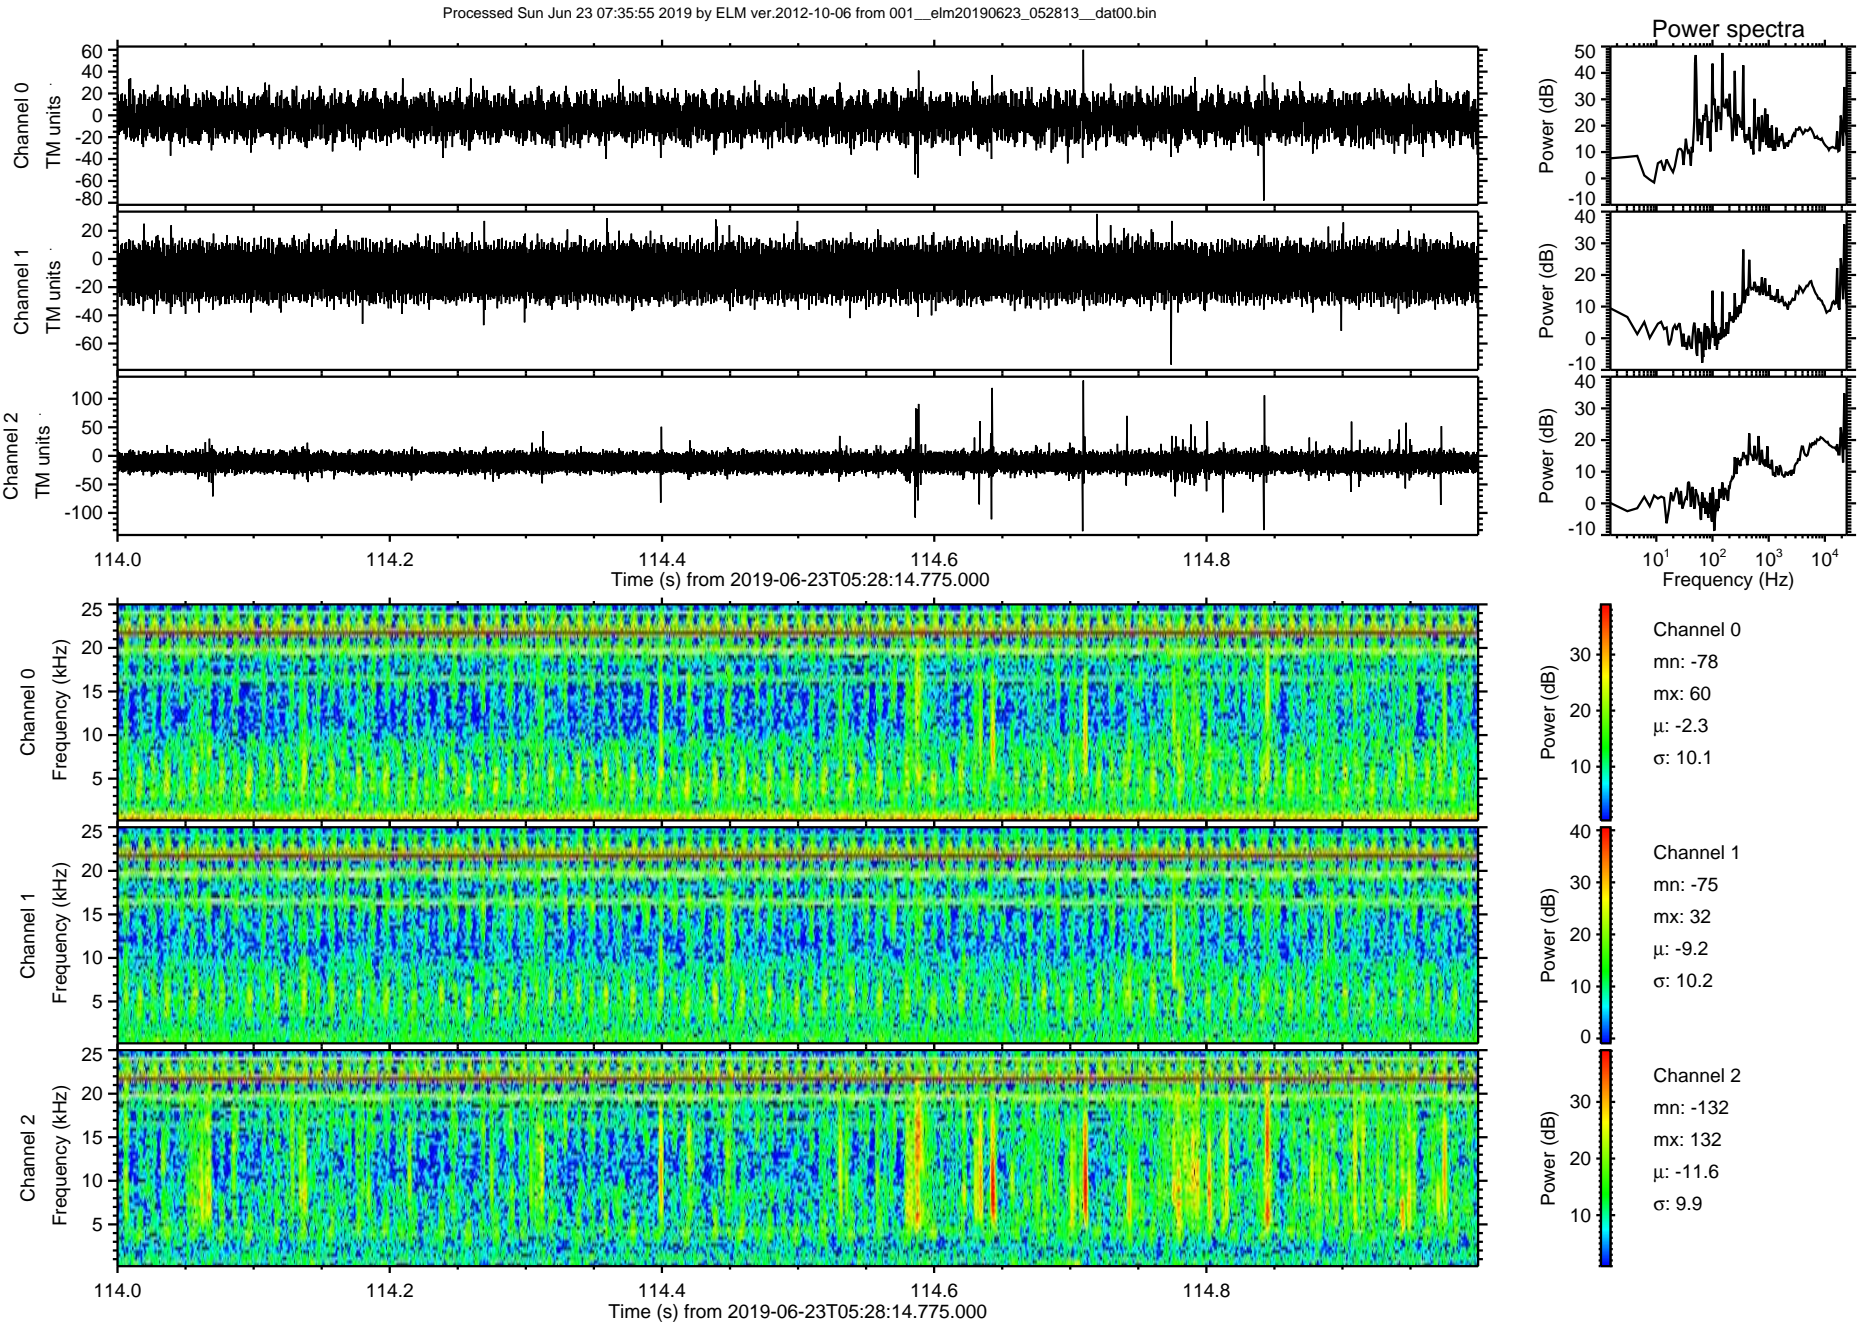 Processed Sun Jun 23 07:35:55 2019 by ELM ver.2012-10-06 from 001__elm20190623_052813__dat00.bin
Power spectra
Channel 0
TM units
60
40
20
0
-20
-40
-60
-80
Power (dB)
50
40
30
20
10
0
-10
Channel 1
TM units
20
0
-20
-40
-60
Power (dB)
40
30
20
10
0
-10
Channel 2
TM units
100
50
0
-50
-100
Power (dB)
40
30
20
10
0
-10
114.0 114.2 114.4 114.6 114.8
Time (s) from 2019-06-23T05:28:14.775.000
10¹ 10² 10³ 10⁴
Frequency (Hz)
Channel 0
Frequency (kHz)
25
20
15
10
5
Power (dB)
30
20
10
Channel 0
mn: -78
mx: 60
μ: -2.3
σ: 10.1
Channel 1
Frequency (kHz)
25
20
15
10
5
Power (dB)
40
30
20
10
0
Channel 1
mn: -75
mx: 32
μ: -9.2
σ: 10.2
Channel 2
Frequency (kHz)
25
20
15
10
5
Power (dB)
30
20
10
Channel 2
mn: -132
mx: 132
μ: -11.6
σ: 9.9
114.0 114.2 114.4 114.6 114.8
Time (s) from 2019-06-23T05:28:14.775.000